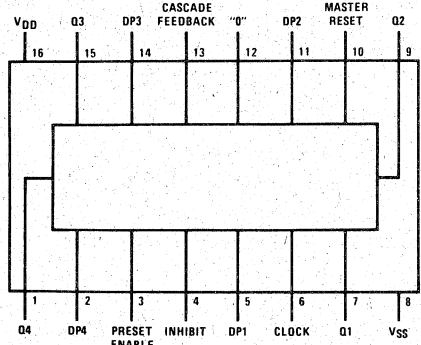 CASCADE MASTER
VDD Q3 DP3 FEEDBACK "0" DP2 RESET Q2
16 15 14 13 12 11 10 9
1 2 3 4 5 6 7 8
Q4 DP4 PRESET INHIBIT DP1 CLOCK Q1 VSS
ENABLE